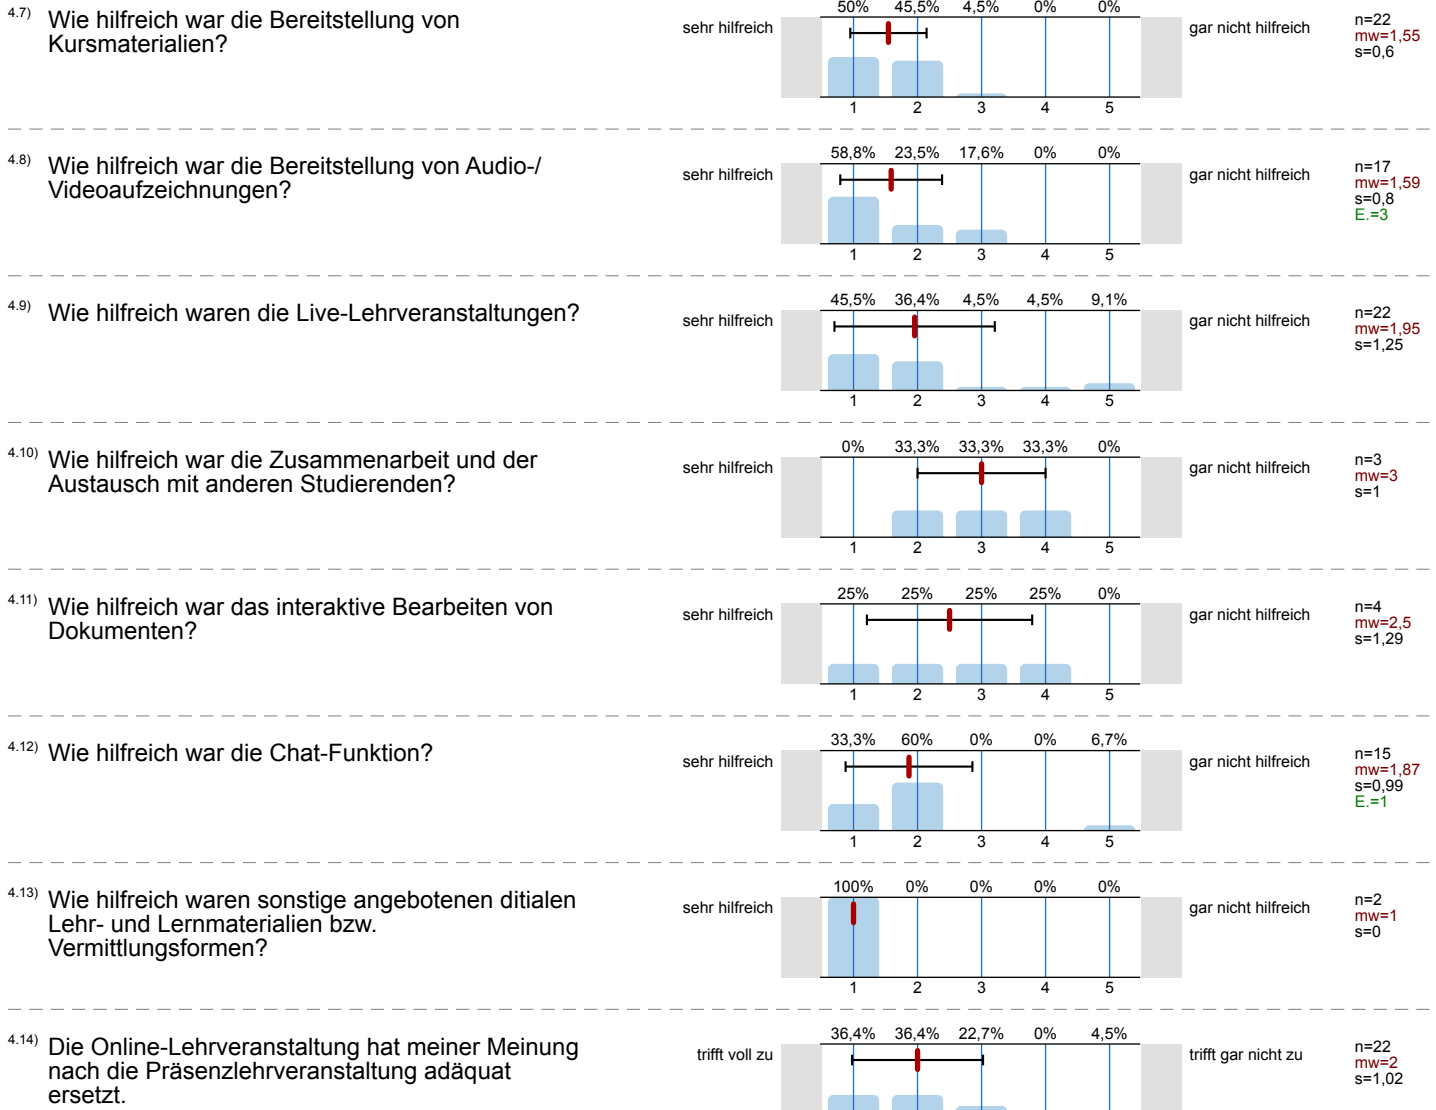 4.7) Wie hilfreich war die Bereitstellung von
Kursmaterialien?
sehr hilfreich
50% 45,5% 4,5% 0% 0%
1 2 3 4 5
gar nicht hilfreich
n=22
mw=1,55
s=0,6
4.8) Wie hilfreich war die Bereitstellung von Audio-/
Videoaufzeichnungen?
sehr hilfreich
58,8% 23,5% 17,6% 0% 0%
1 2 3 4 5
gar nicht hilfreich
n=17
mw=1,59
s=0,8
E.=3
4.9) Wie hilfreich waren die Live-Lehrveranstaltungen?
sehr hilfreich
45,5% 36,4% 4,5% 4,5% 9,1%
1 2 3 4 5
gar nicht hilfreich
n=22
mw=1,95
s=1,25
4.10) Wie hilfreich war die Zusammenarbeit und der
Austausch mit anderen Studierenden?
sehr hilfreich
0% 33,3% 33,3% 33,3% 0%
1 2 3 4 5
gar nicht hilfreich
n=3
mw=3
s=1
4.11) Wie hilfreich war das interaktive Bearbeiten von
Dokumenten?
sehr hilfreich
25% 25% 25% 25% 0%
1 2 3 4 5
gar nicht hilfreich
n=4
mw=2,5
s=1,29
4.12) Wie hilfreich war die Chat-Funktion?
sehr hilfreich
33,3% 60% 0% 0% 6,7%
1 2 3 4 5
gar nicht hilfreich
n=15
mw=1,87
s=0,99
E.=1
4.13) Wie hilfreich waren sonstige angebotenen ditialen
Lehr- und Lernmaterialien bzw.
Vermittlungsformen?
sehr hilfreich
100% 0% 0% 0% 0%
1 2 3 4 5
gar nicht hilfreich
n=2
mw=1
s=0
4.14) Die Online-Lehrveranstaltung hat meiner Meinung
nach die Präsenzlehrveranstaltung adäquat
ersetzt.
trifft voll zu
36,4% 36,4% 22,7% 0% 4,5%
trifft gar nicht zu
n=22
mw=2
s=1,02